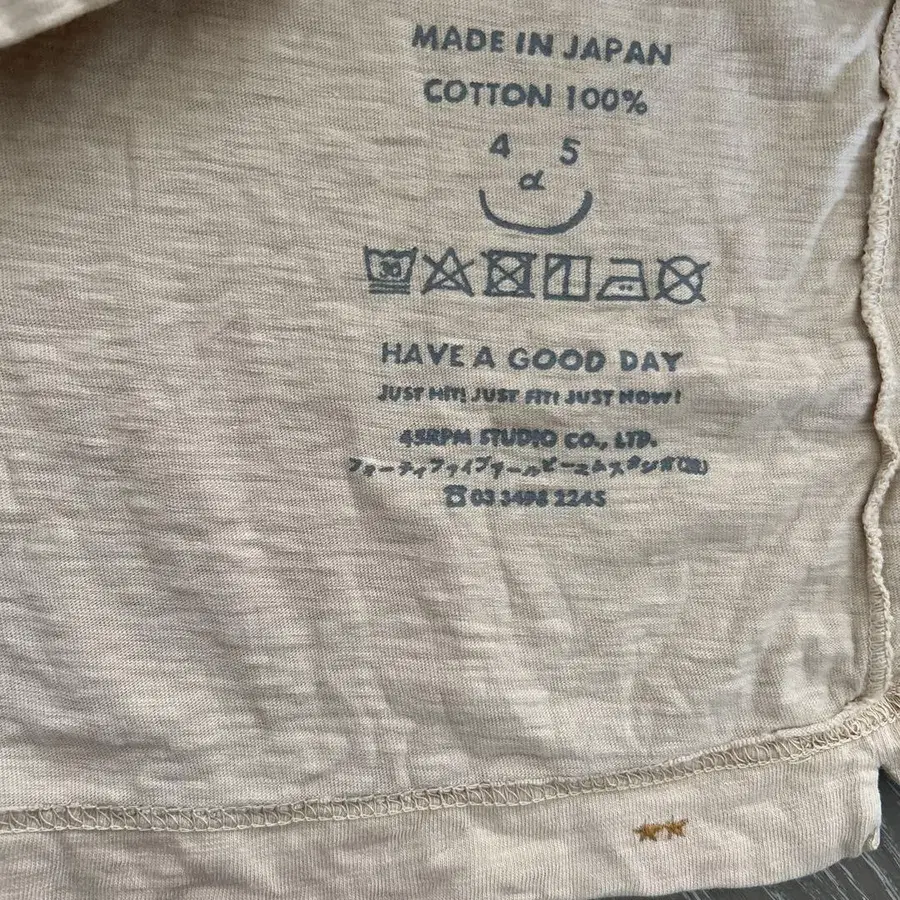 MADE IN JAPAN
COTTON 100%
4 5
α
30
HAVE A GOOD DAY
JUST HIT! JUST FIT! JUST NOW!
45RPM STUDIO CO., LTD.
フォーティファイブアールピーエムスタジオ(株)
☎03 3498 2245